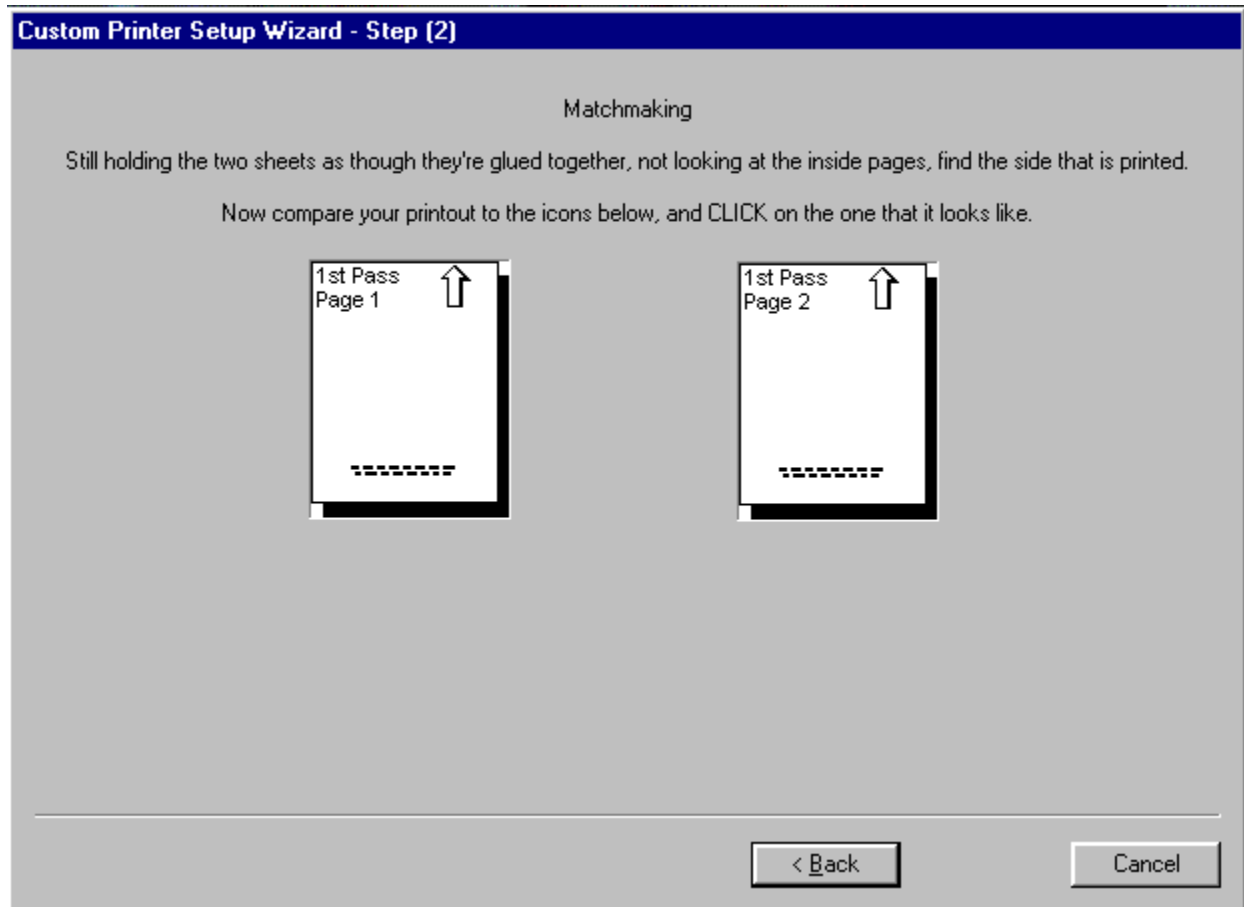 Custom Printer Setup Wizard - Step (2)
Matchmaking
Still holding the two sheets as though they're glued together, not looking at the inside pages, find the side that is printed.
Now compare your printout to the icons below, and CLICK on the one that it looks like.
1st Pass
Page 1
1st Pass
Page 2
< Back
Cancel